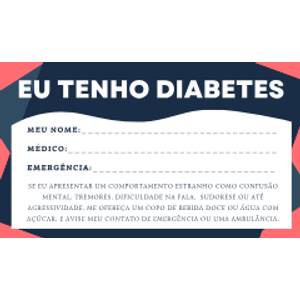 EU TENHO DIABETES
MEU NOME:
MÉDICO:
EMERGÊNCIA:
SE EU APRESENTAR UM COMPORTAMENTO ESTRANHO COMO CONFUSÃO
MENTAL, TREMORES, DIFICULDADE NA FALA, SUDORESE OU ATÉ
AGRESSIVIDADE, ME OFEREÇA UM COPO DE BEBIDA DOCE OU ÁGUA COM
AÇÚCAR, E AVISE MEU CONTATO DE EMERGÊNCIA OU UMA AMBULÂNCIA.